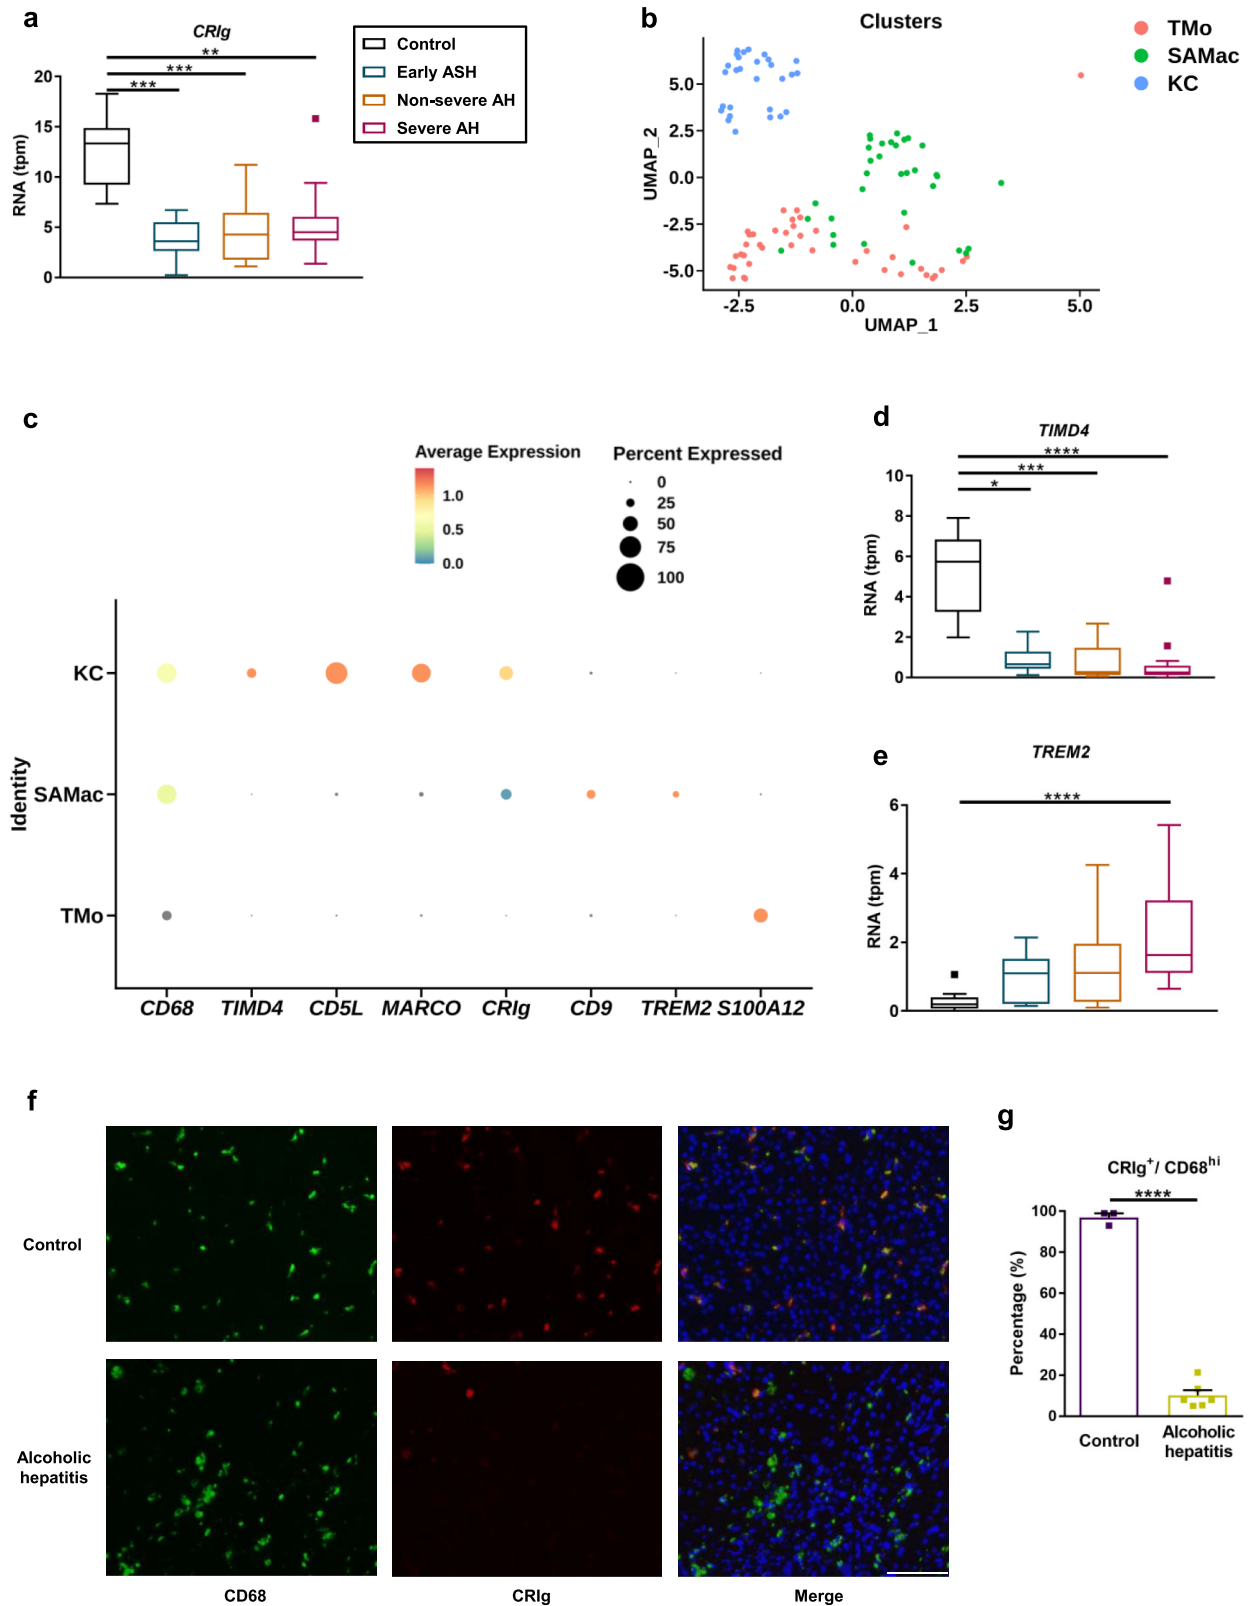 a
CRIg
**
***
***
RNA (tpm)
20
15
10
5
0
Control
Early ASH
Non-severe AH
Severe AH
b
Clusters
TMo
SAMac
KC
UMAP_2
5.0
2.5
0.0
-2.5
-5.0
-2.5
0.0
2.5
5.0
UMAP_1
c
Average Expression
1.0
0.5
0.0
Percent Expressed
0
25
50
75
100
Identity
KC
SAMac
TMo
CD68
TIMD4
CD5L
MARCO
CRIg
CD9
TREM2
S100A12
d
TIMD4
****
***
*
RNA (tpm)
10
8
6
4
2
0
e
TREM2
****
RNA (tpm)
6
4
2
0
f
Control
Alcoholic
hepatitis
CD68
CRIg
Merge
g
CRIg+/ CD68hi
****
Percentage (%)
100
80
60
40
20
0
Control
Alcoholic
hepatitis